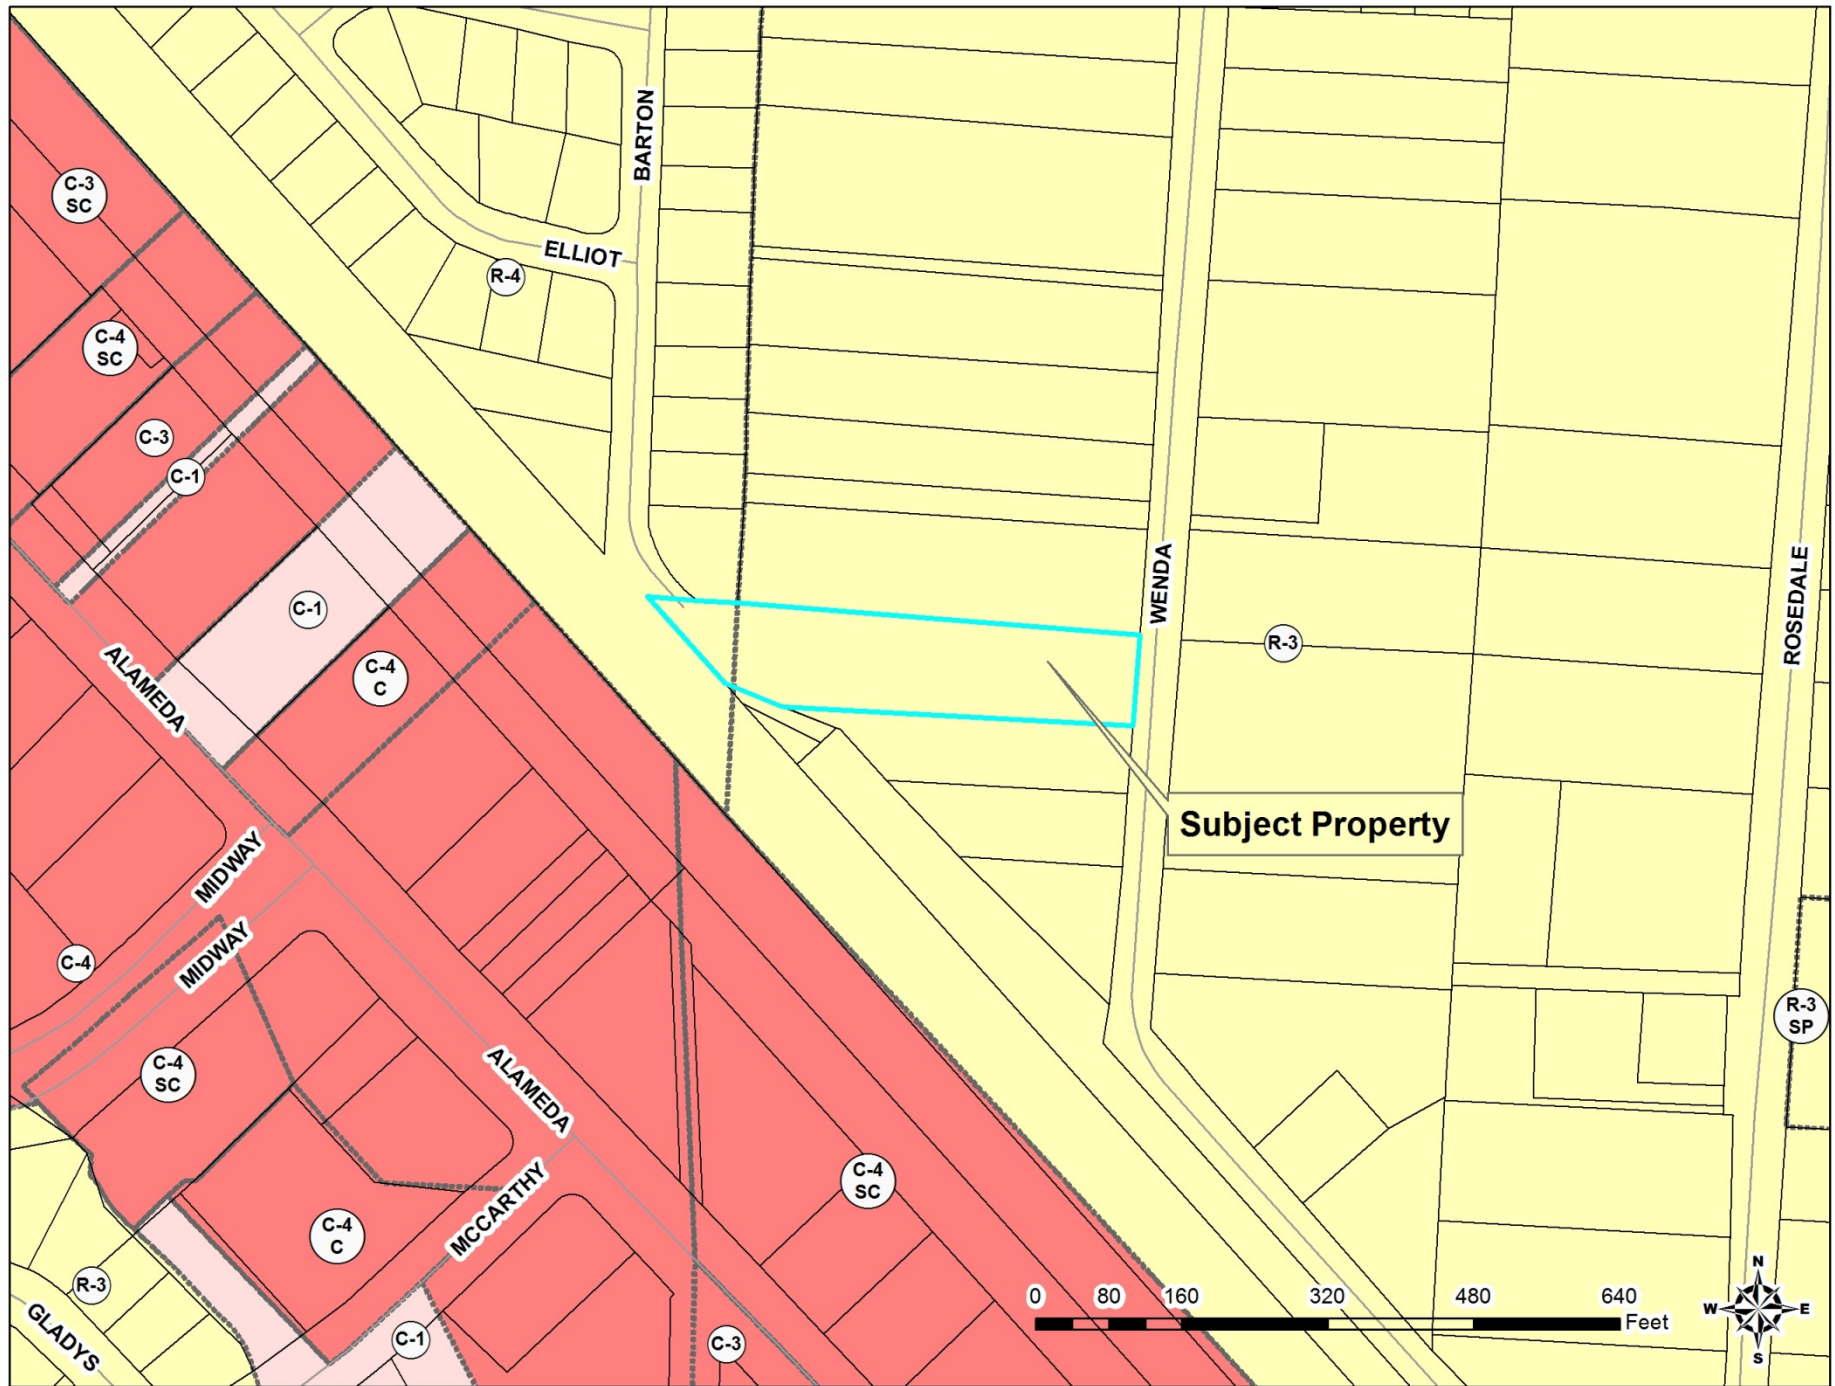 BARTON
C-3
SC
ELLIOT
R-4
C-4
SC
C-3
C-1
WENDA
ROSEDALE
C-1
R-3
C-4
C
ALAMEDA
Subject Property
MIDWAY
MIDWAY
C-4
R-3
SP
C-4
SC
ALAMEDA
C-4
SC
MCCARTHY
C-4
C
R-3
GLADYS
C-1
C-3
0 80 160 320 480 640
Feet
N
W E
S